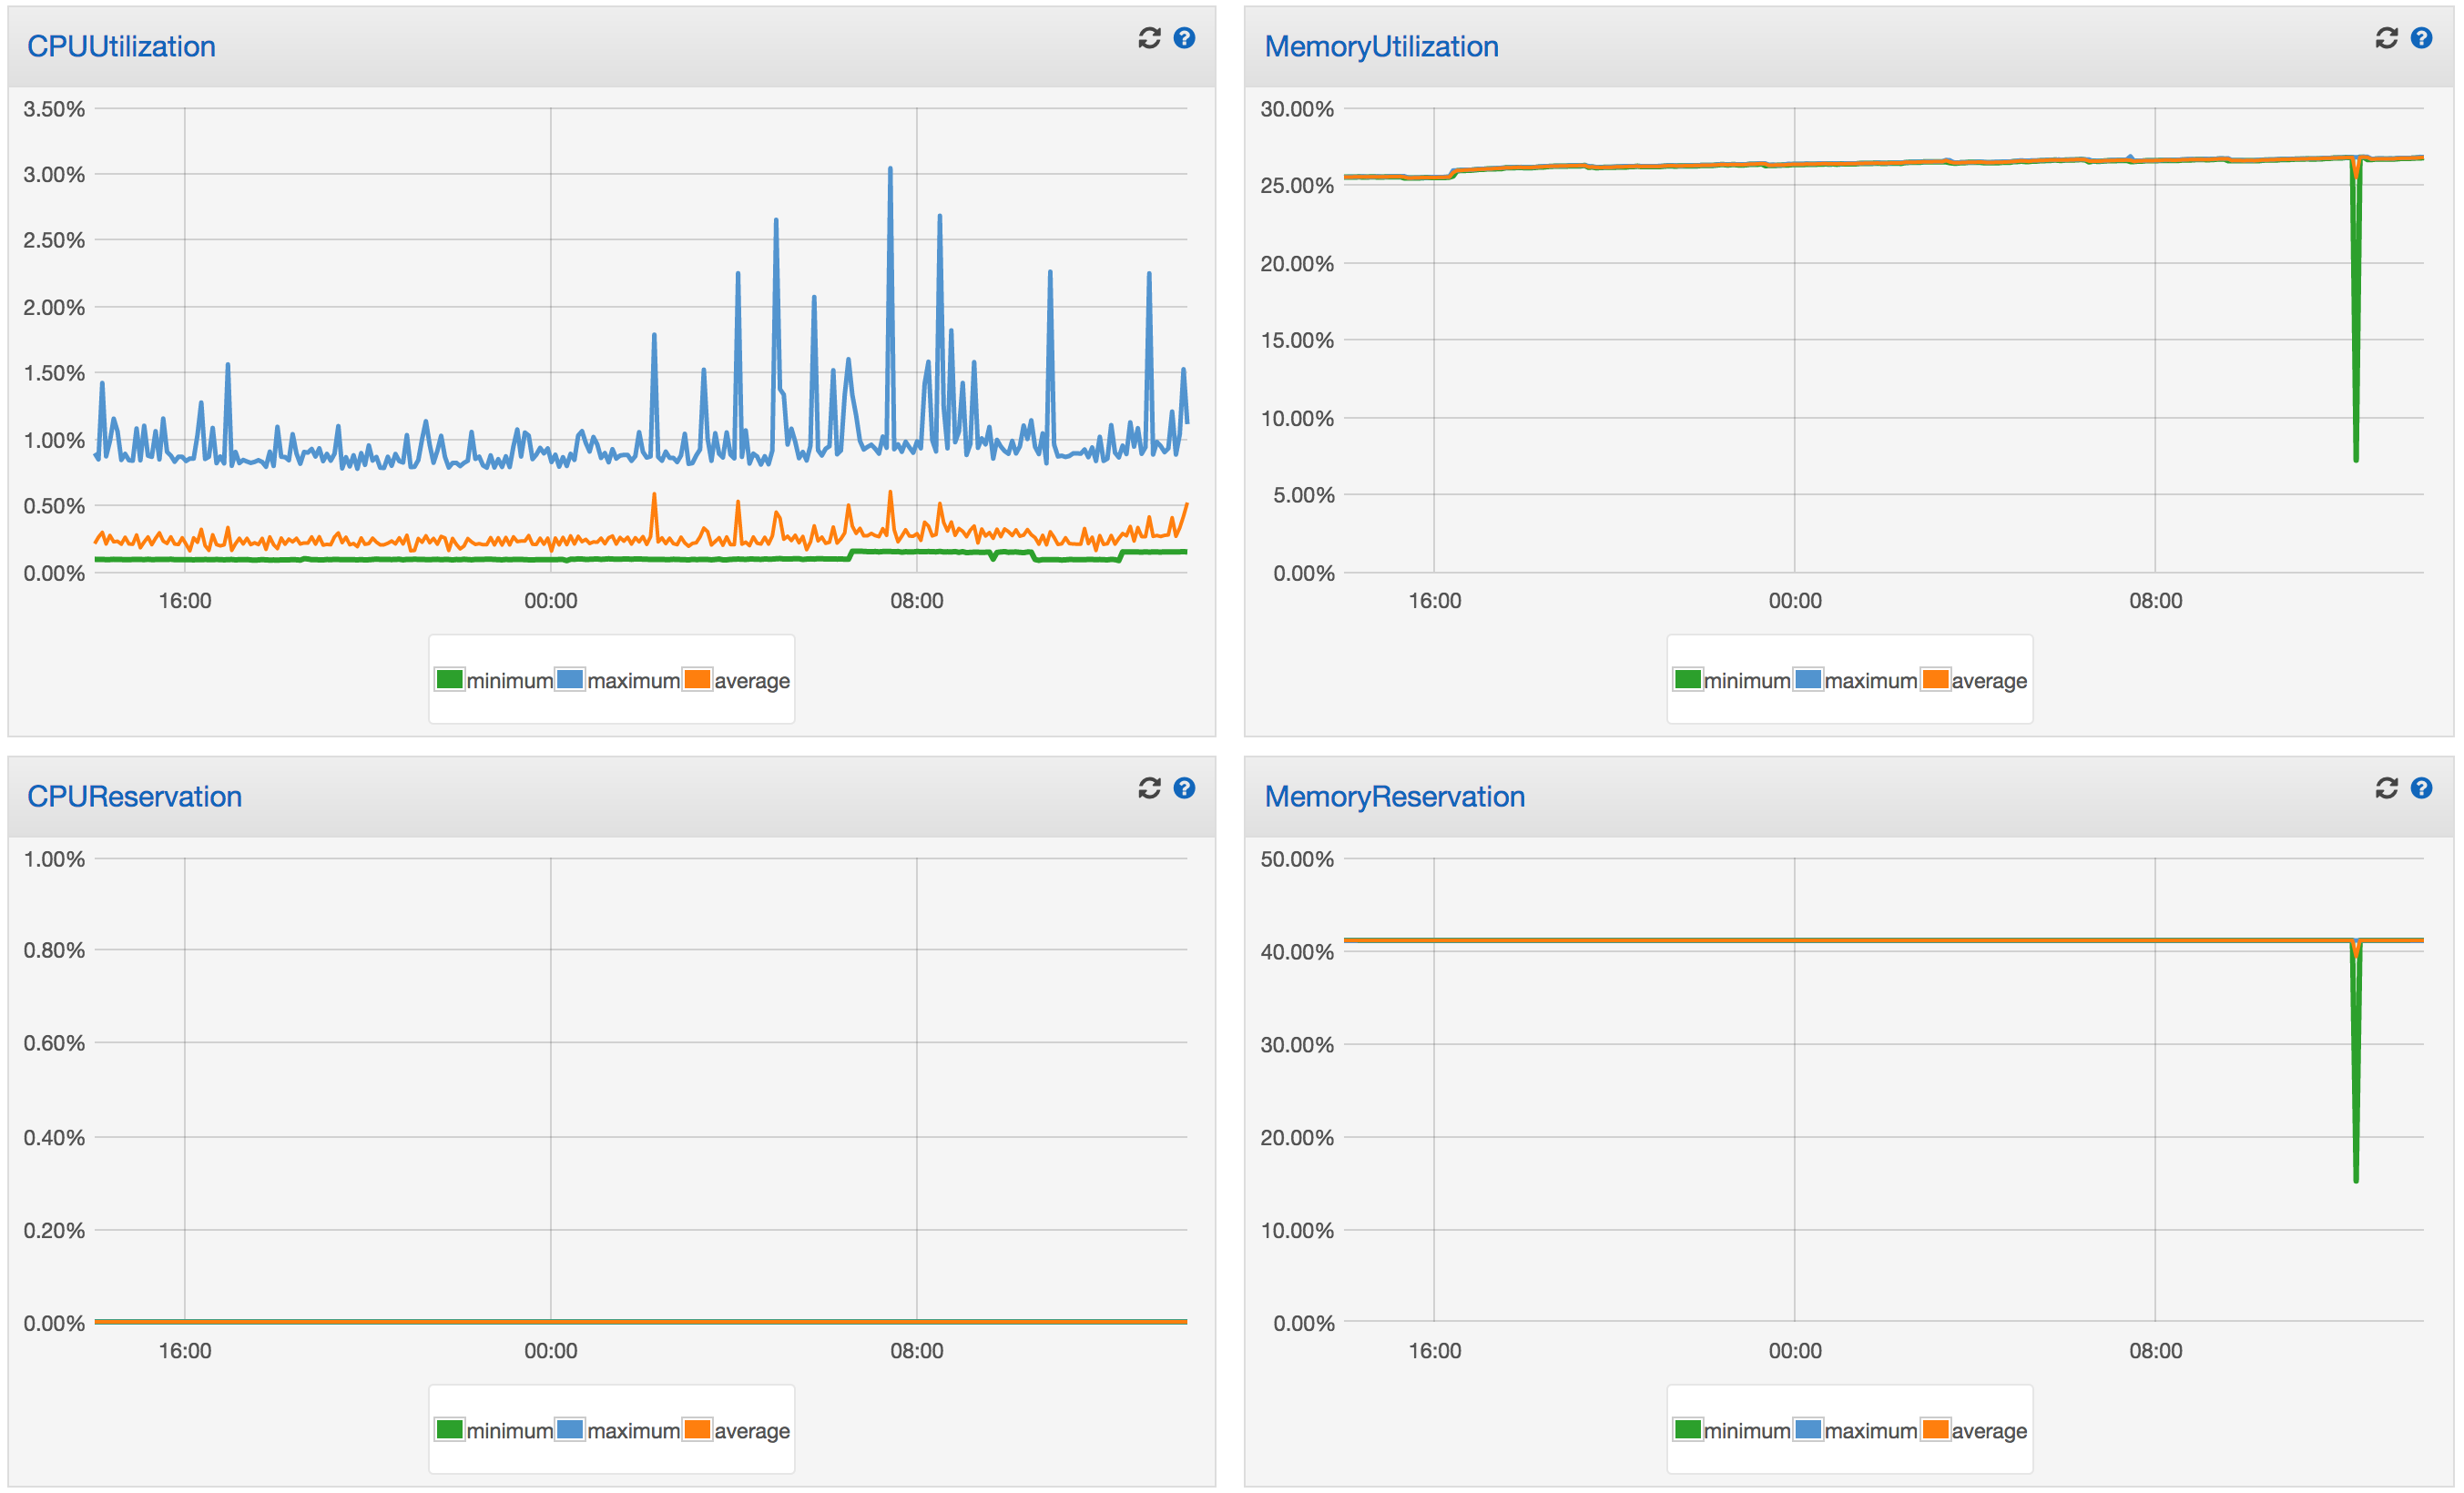 CPUUtilization
3.50%
3.00%
2.50%
2.00%
1.50%
1.00%
0.50%
0.00%
16:00 00:00 08:00
minimum maximum average
MemoryUtilization
30.00%
25.00%
20.00%
15.00%
10.00%
5.00%
0.00%
16:00 00:00 08:00
minimum maximum average
CPUReservation
1.00%
0.80%
0.60%
0.40%
0.20%
0.00%
16:00 00:00 08:00
minimum maximum average
MemoryReservation
50.00%
40.00%
30.00%
20.00%
10.00%
0.00%
16:00 00:00 08:00
minimum maximum average